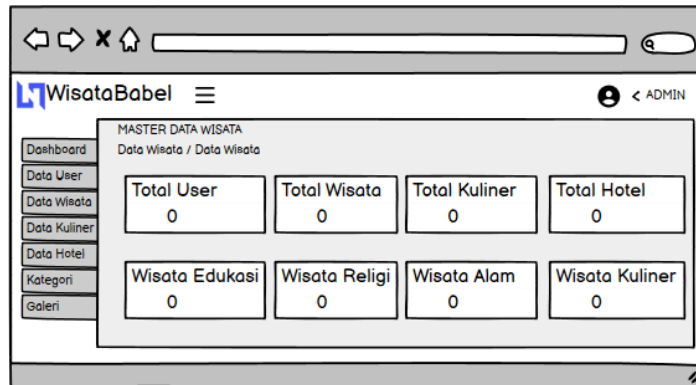 WisataBabel
< ADMIN
MASTER DATA WISATA
Data Wisata / Data Wisata
Dashboard
Data User
Data Wisata
Data Kuliner
Data Hotel
Kategori
Galeri
Total User
0
Total Wisata
0
Total Kuliner
0
Total Hotel
0
Wisata Edukasi
0
Wisata Religi
0
Wisata Alam
0
Wisata Kuliner
0